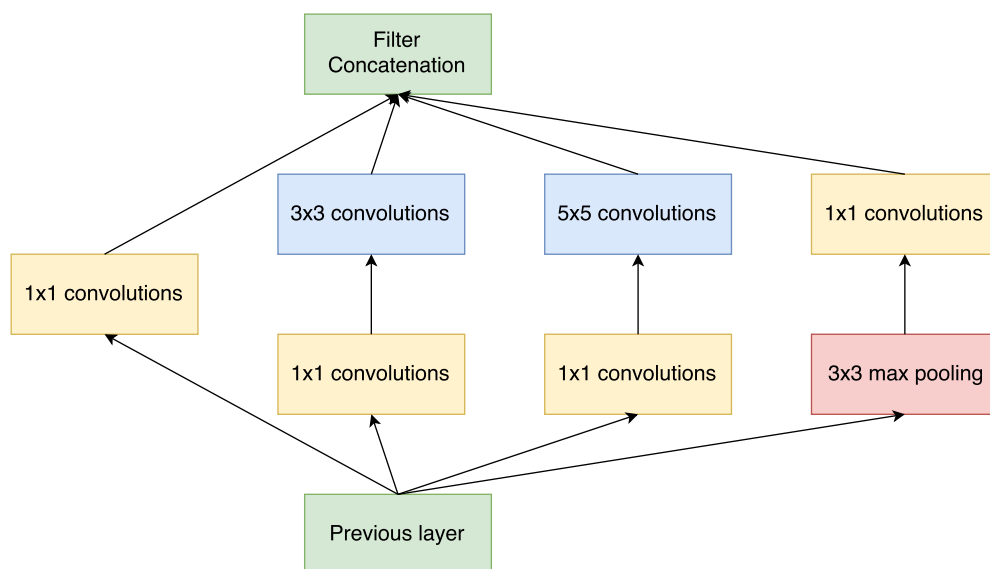 Filter
Concatenation
3x3 convolutions
5x5 convolutions
1x1 convolutions
1x1 convolutions
1x1 convolutions
1x1 convolutions
3x3 max pooling
Previous layer